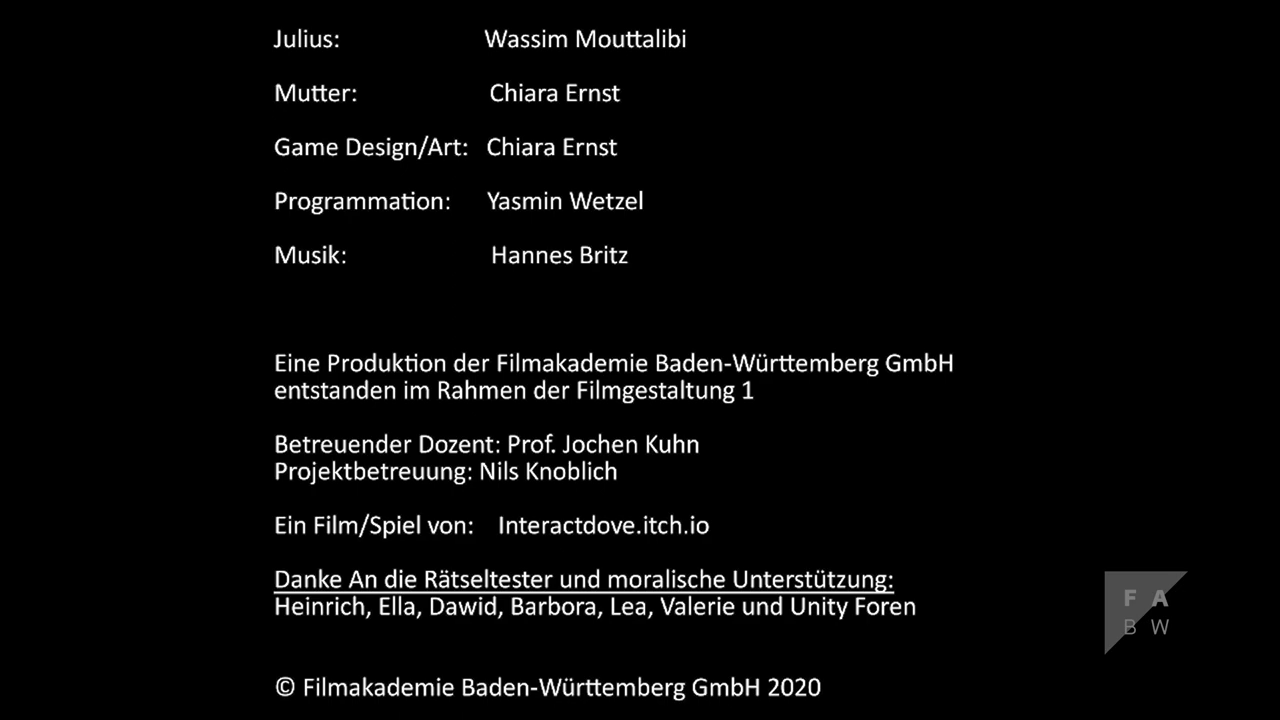 Julius: Wassim Mouttalibi
Mutter: Chiara Ernst
Game Design/Art: Chiara Ernst
Programmation: Yasmin Wetzel
Musik: Hannes Britz
Eine Produktion der Filmakademie Baden-Württemberg GmbH
entstanden im Rahmen der Filmgestaltung 1
Betreuender Dozent: Prof. Jochen Kuhn
Projektbetreuung: Nils Knoblich
Ein Film/Spiel von: Interactdove.itch.io
Danke An die Rätseltester und moralische Unterstützung:
Heinrich, Ella, Dawid, Barbora, Lea, Valerie und Unity Foren
F A
B W
© Filmakademie Baden-Württemberg GmbH 2020